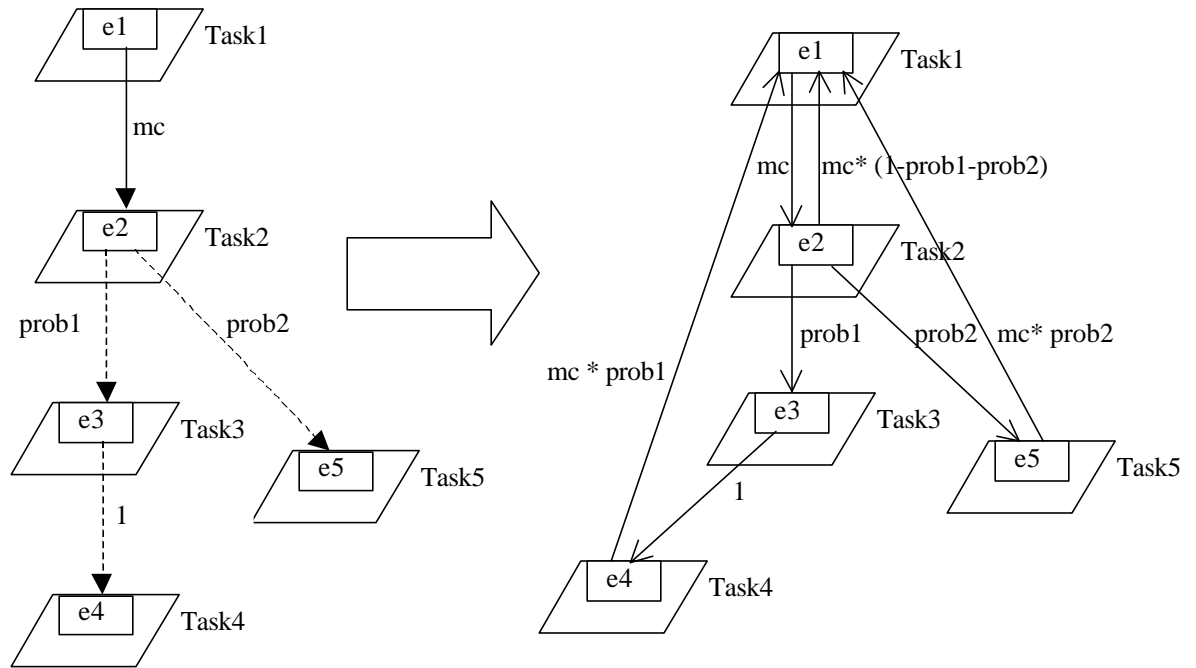 e1
Task1
mc
e2
Task2
prob1
prob2
e3
Task3
e5
Task5
1
e4
Task4
e1
Task1
mc
mc* (1-prob1-prob2)
e2
Task2
prob1
prob2
mc* prob2
mc * prob1
e3
Task3
e5
Task5
1
e4
Task4